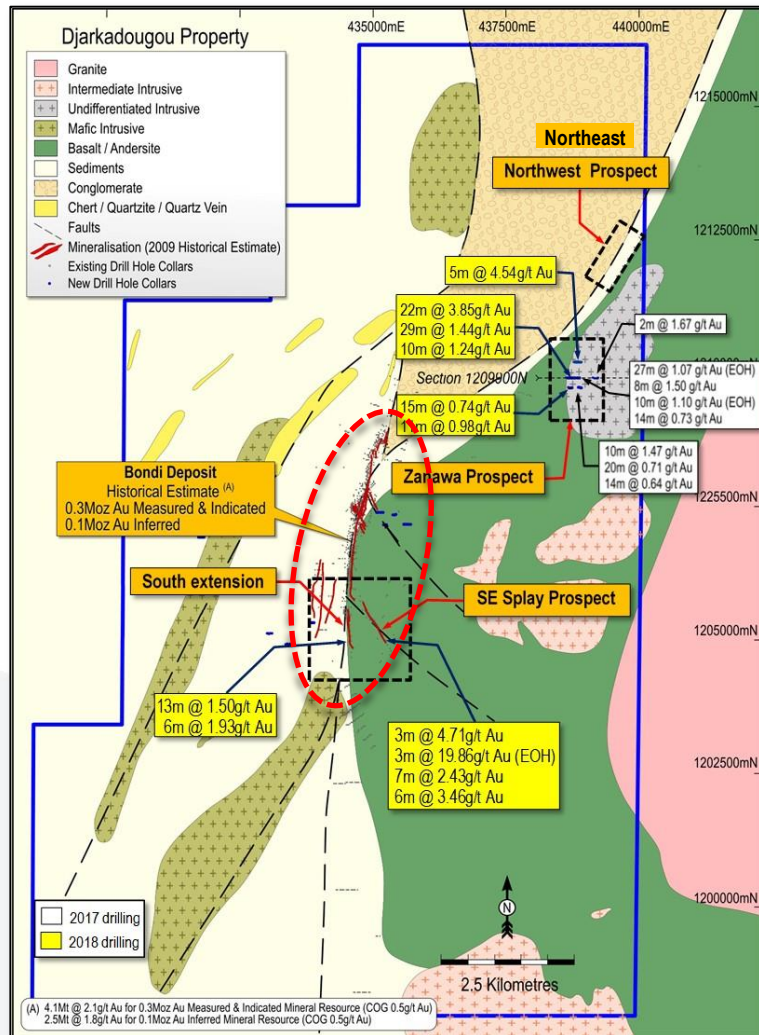 435000mE
437500mE
440000mE
Djarkadougou Property
Granite
Intermediate Intrusive
Undifferentiated Intrusive
Mafic Intrusive
Basalt / Andersite
Sediments
Conglomerate
Chert / Quartzite / Quartz Vein
Faults
Mineralisation (2009 Historical Estimate)
Existing Drill Hole Collars
New Drill Hole Collars
1215000mN
Northeast
Northwest Prospect
1212500mN
5m @ 4.54g/t Au
22m @ 3.85g/t Au
29m @ 1.44g/t Au
10m @ 1.24g/t Au
2m @ 1.67 g/t Au
Section 1209900N
27m @ 1.07 g/t Au (EOH)
8m @ 1.50 g/t Au
10m @ 1.10 g/t Au (EOH)
14m @ 0.73 g/t Au
15m @ 0.74g/t Au
11m @ 0.98g/t Au
10m @ 1.47 g/t Au
20m @ 0.71 g/t Au
14m @ 0.64 g/t Au
Zanawa Prospect
Bondi Deposit
Historical Estimate (A)
0.3Moz Au Measured & Indicated
0.1Moz Au Inferred
1225500mN
South extension
SE Splay Prospect
1205000mN
13m @ 1.50g/t Au
6m @ 1.93g/t Au
3m @ 4.71g/t Au
3m @ 19.86g/t Au (EOH)
7m @ 2.43g/t Au
6m @ 3.46g/t Au
1202500mN
1200000mN
2017 drilling
2018 drilling
N
2.5 Kilometres
(A) 4.1Mt @ 2.1g/t Au for 0.3Moz Au Measured & Indicated Mineral Resource (COG 0.5g/t Au)
2.5Mt @ 1.8g/t Au for 0.1Moz Au Inferred Mineral Resource (COG 0.5g/t Au)